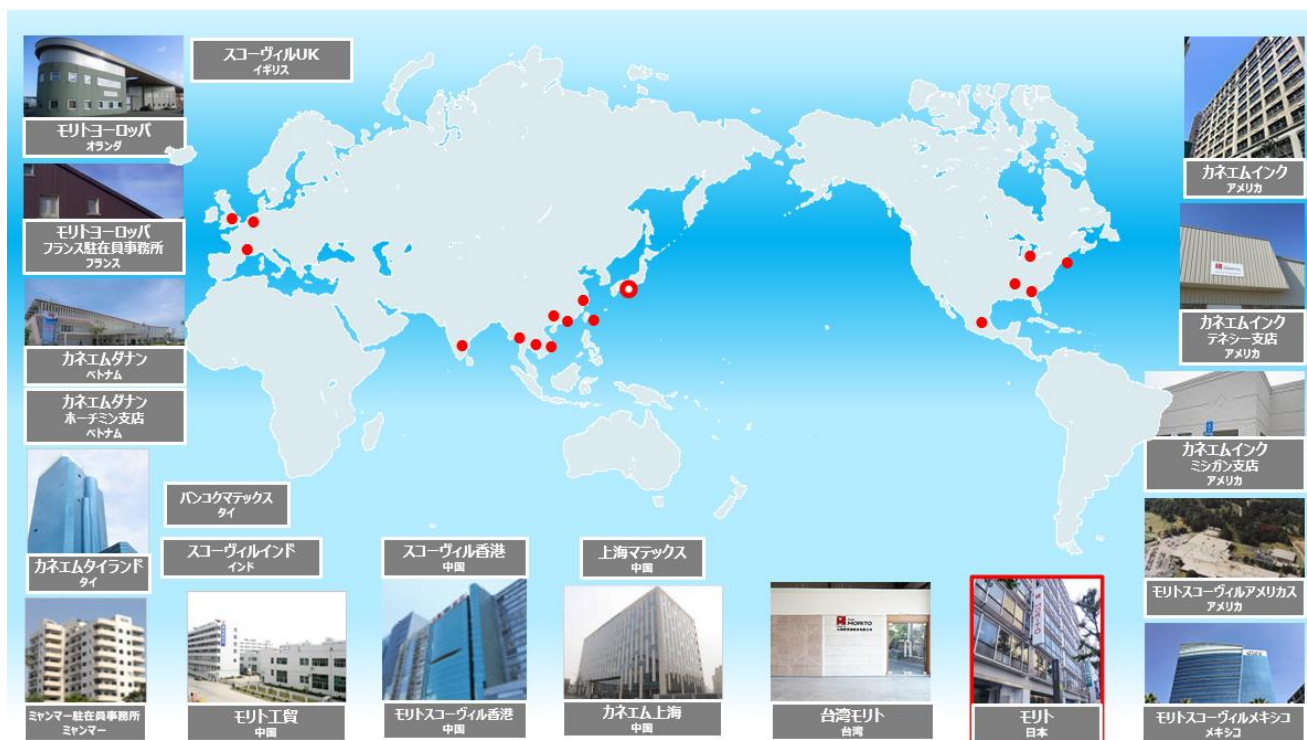 スコーヴィルUK
イギリス
モリトヨーロッパ
オランダ
モリトヨーロッパ
フランス駐在員事務所
フランス
カネエムダナン
ベトナム
カネエムダナン
ホーチミン支店
ベトナム
バンコクマテックス
タイ
カネエムタイランド
タイ
スコーヴィルインド
インド
スコーヴィル香港
中国
上海マテックス
中国
ミャンマー駐在員事務所
ミャンマー
モリト工貿
中国
モリトスコーヴィル香港
中国
カネエム上海
中国
MORITO
台湾モリト
台湾
MORITO
モリト
日本
カネエムインク
アメリカ
MORITO
カネエムインク
テネシー支店
アメリカ
カネエムインク
ミシガン支店
アメリカ
モリトスコーヴィルアメリカス
アメリカ
モリトスコーヴィルメキシコ
メキシコ